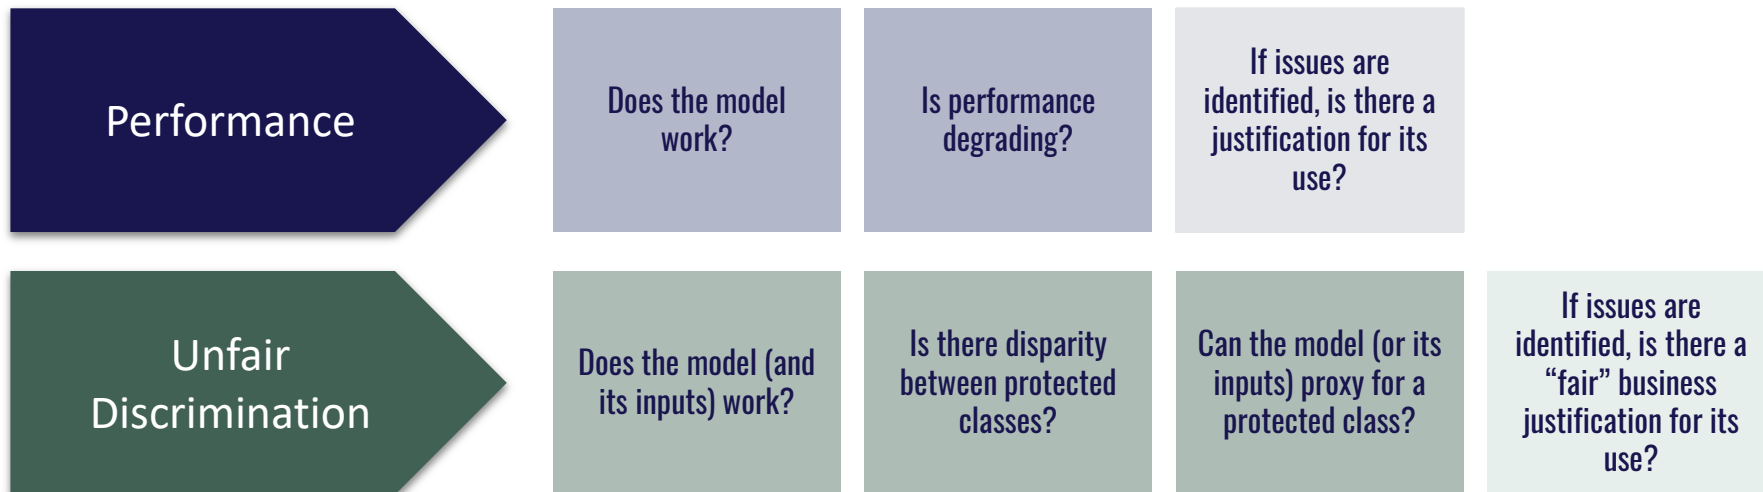 Performance
Does the model
work?
Is performance
degrading?
If issues are
identified, is there a
justification for its
use?
Unfair
Discrimination
Does the model (and
its inputs) work?
Is there disparity
between protected
classes?
Can the model (or its
inputs) proxy for a
protected class?
If issues are
identified, is there a
“fair” business
justification for its
use?